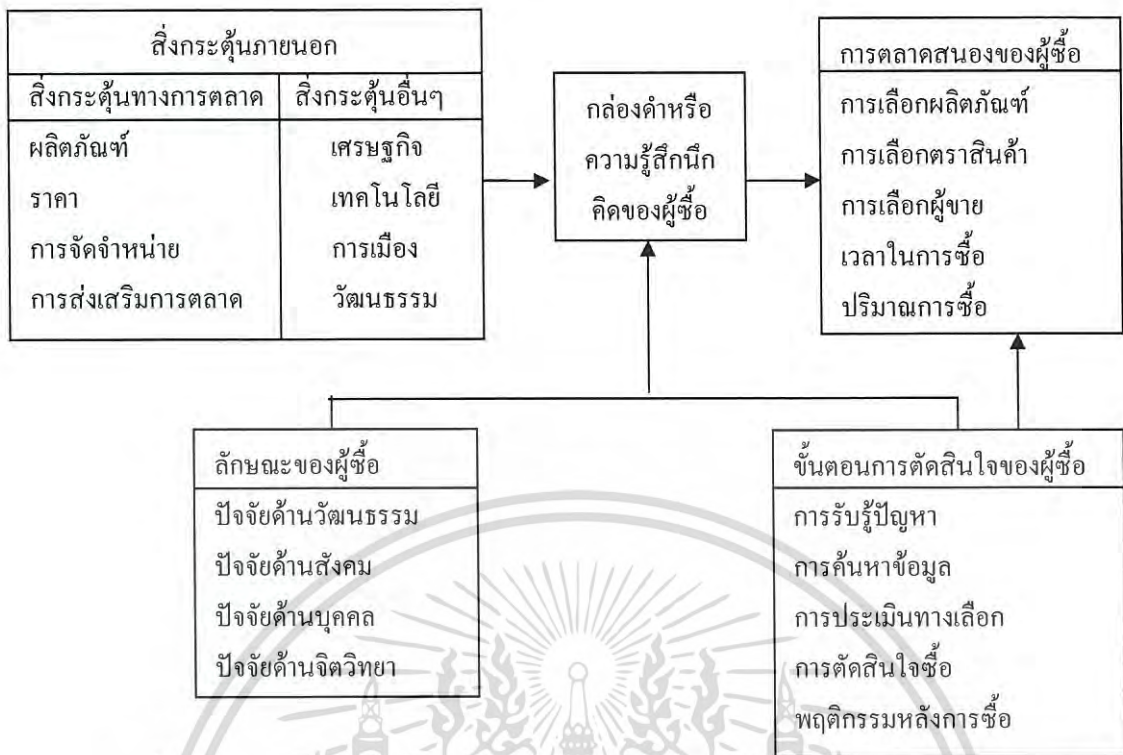 สิ่งกระตุ้นภายนอก
สิ่งกระตุ้นทางการตลาด สิ่งกระตุ้นอื่นๆ
ผลิตภัณฑ์ เศรษฐกิจ
ราคา เทคโนโลยี
การจัดจำหน่าย การเมือง
การส่งเสริมการตลาด วัฒนธรรม
กล่องดำหรือ
ความรู้สึกนึก
คิดของผู้ซื้อ
การตลาดสนองของผู้ซื้อ
การเลือกผลิตภัณฑ์
การเลือกตราสินค้า
การเลือกผู้ขาย
เวลาในการซื้อ
ปริมาณการซื้อ
ลักษณะของผู้ซื้อ
ปัจจัยด้านวัฒนธรรม
ปัจจัยด้านสังคม
ปัจจัยด้านบุคคล
ปัจจัยด้านจิตวิทยา
ขั้นตอนการตัดสินใจของผู้ซื้อ
การรับรู้ปัญหา
การค้นหาข้อมูล
การประเมินทางเลือก
การตัดสินใจซื้อ
พฤติกรรมหลังการซื้อ